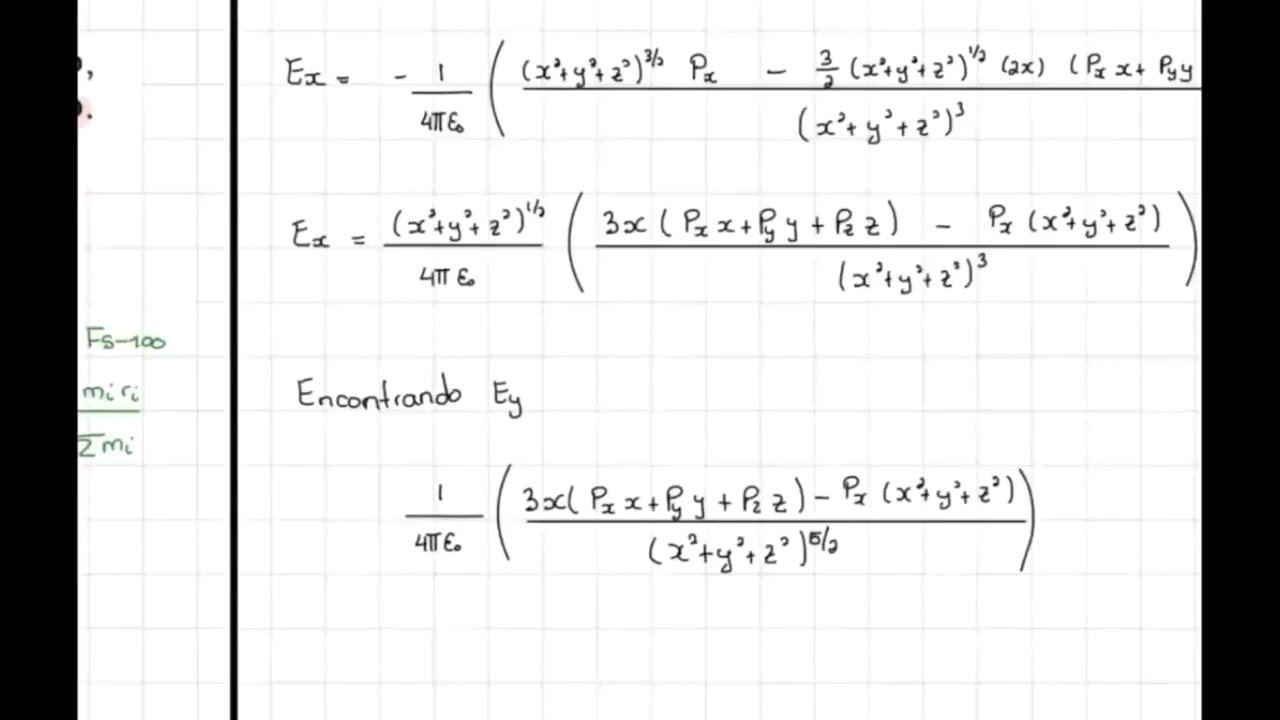 ,
.
Fs-100
miri
Σmi
Ex = - 1/4πε₀ ( (x²+y²+z²)^3/2 Px - 3/2 (x²+y²+z²)^1/2 (2x) (Px x + Py y / (x²+y²+z²)^3
Ex = (x²+y²+z²)^1/2 / 4πε₀ ( 3x (Px x + Py y + Pz z) - Px (x²+y²+z²) / (x²+y²+z²)^3 )
Encontrando Ey
1/4πε₀ ( 3x (Px x + Py y + Pz z) - Px (x²+y²+z²) / (x²+y²+z²)^5/2 )